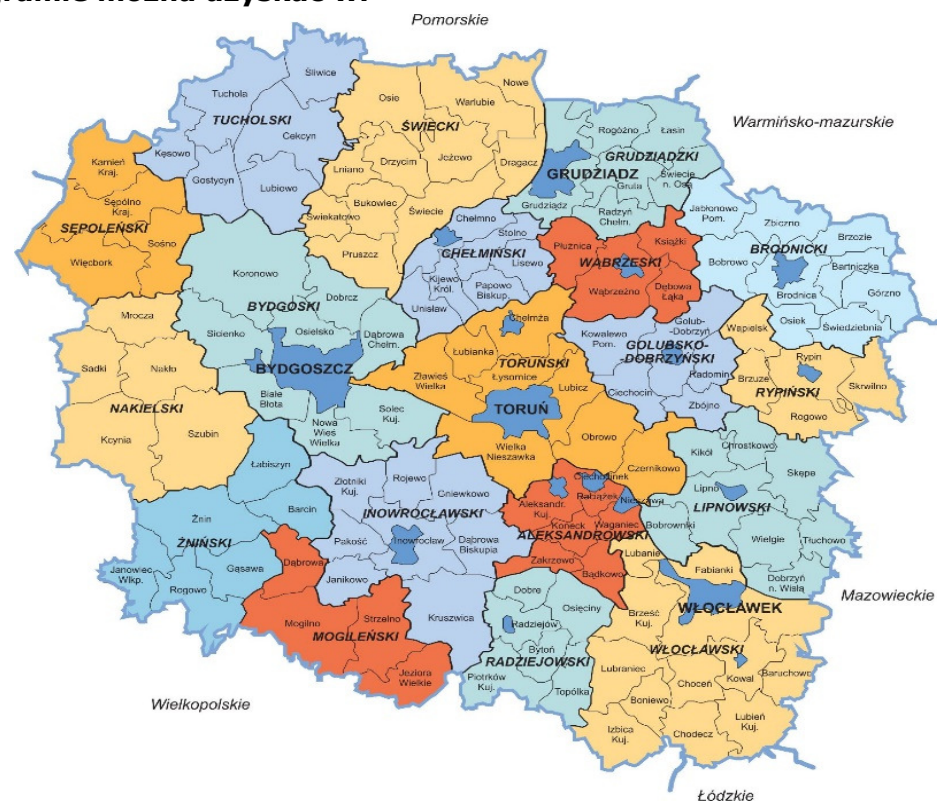 Pomorskie
Śliwice
Tuchola
TUCHOLSKI
Cekcyn
Kęsowo
Gostycyn
Lubiewo
Nowe
Osie
Warlubie
ŚWIECKI
Drzycim
Jeżewo
Dragacz
Lniano
Bukowiec
Świecie
Świekatowo
Pruszcz
Warmińsko-mazurskie
Rogóźno
Łasin
GRUDZIĄDZKI
GRUDZIĄDZ
Gruta
Świecie
n. Osą
Grudziądz
Radzyń
Chełm.
Kamień
Kraj.
Sępólno
Kraj.
SĘPOLEŃSKI
Sośno
Więcbork
Chełmno
Stolno
CHEŁMIŃSKI
Lisewo
Kijewo
Król.
Papowo
Biskup.
Unisław
Płużnica
Książki
WĄBRZESKI
Wąbrzeźno
Dębowa
Łąka
Jabłonowo
Pom.
Zbiczno
Brzozie
BRODNICKI
Bobrowo
Bartniczka
Brodnica
Górzno
Osiek
Świedziebnia
Koronowo
Dobrcz
BYDGOSKI
Sicienko
Osielsko
Dąbrowa
Chełm.
BYDGOSZCZ
Białe
Błota
Nowa
Wieś
Wielka
Solec
Kuj.
Mrocza
Sadki
Nakło
NAKIELSKI
Kcynia
Szubin
Chełmża
Łubianka
TORUŃSKI
Zławieś
Wielka
Łysomice
Lubicz
TORUŃ
Wielka
Nieszawka
Obrowo
Czernikowo
Kowalewo
Pom.
Golub-
-Dobrzyń
GOLUBSKO-
-DOBRZYŃSKI
Radomin
Ciechocin
Zbójno
Wąpielsk
Rypin
Brzuze
Skrwilno
RYPIŃSKI
Rogowo
Łabiszyn
Barcin
Żnin
ŻNIŃSKI
Gąsawa
Janowiec
Wlkp.
Rogowo
Złotniki
Kuj.
Rojewo
Gniewkowo
INOWROCŁAWSKI
Pakość
Inowrocław
Dąbrowa
Biskupia
Janikowo
Kruszwica
Ciechocinek
Aleksandr.
Kuj.
Raciążek
Nieszawa
Koneck
Waganiec
ALEKSANDROWSKI
Zakrzewo
Bądkowo
Kikół
Chrostkowo
Skępe
Lipno
LIPNOWSKI
Bobrowniki
Wielgie
Tłuchowo
Dobrzyń
n. Wisłą
Mazowieckie
Dąbrowa
Mogilno
Strzelno
MOGILEŃSKI
Jeziora
Wielkie
Dobre
Osięciny
Radziejów
Bytoń
RADZIEJOWSKI
Piotrków
Kuj.
Topólka
Lubanie
Fabianki
WŁOCŁAWEK
Brześć
Kuj.
WŁOCŁAWSKI
Lubraniec
Choceń
Kowal
Baruchowo
Boniewo
Izbica
Kuj.
Chodecz
Lubień
Kuj.
Wielkopolskie
Łódzkie